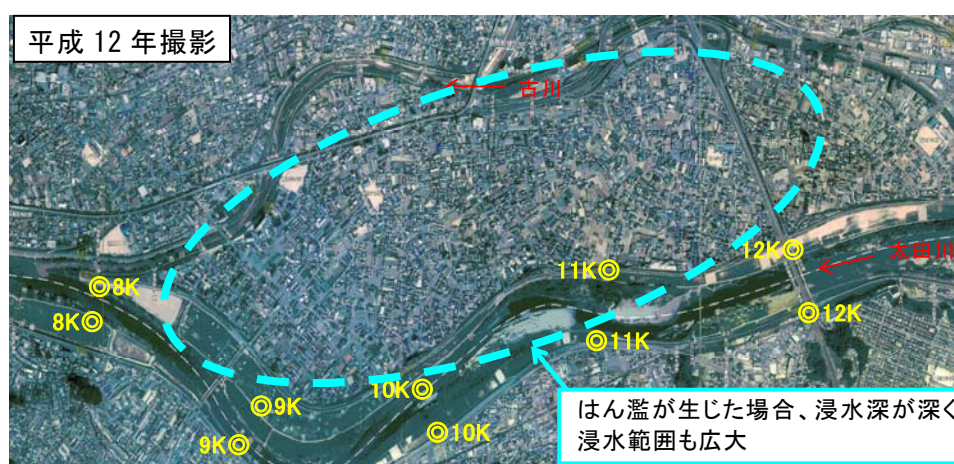 平成 12 年撮影
古川
12K◎
太田川
11K◎
◎8K
8K◎
◎12K
◎11K
10K◎
◎9K
はん濫が生じた場合、浸水深が深く
浸水範囲も広大
◎10K
9K◎